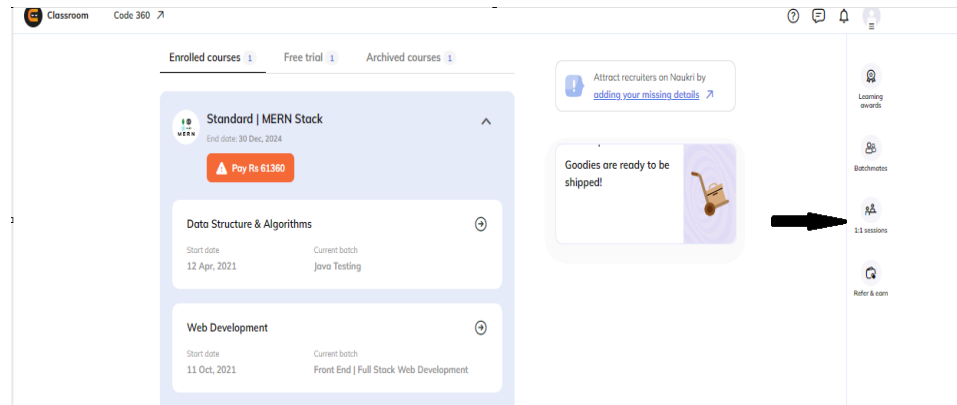 Classroom
Code 360
Enrolled courses 1
Free trial 1
Archived courses 1
Standard | MERN Stack
End date: 30 Dec, 2024
MERN
Pay Rs 61360
Data Structure & Algorithms
Start date
Current batch
12 Apr, 2021
Java Testing
Web Development
Start date
Current batch
11 Oct, 2021
Front End | Full Stack Web Development
Attract recruiters on Naukri by
adding your missing details
Goodies are ready to be
shipped!
Learning
awards
Batchmates
1:1 sessions
Refer & earn